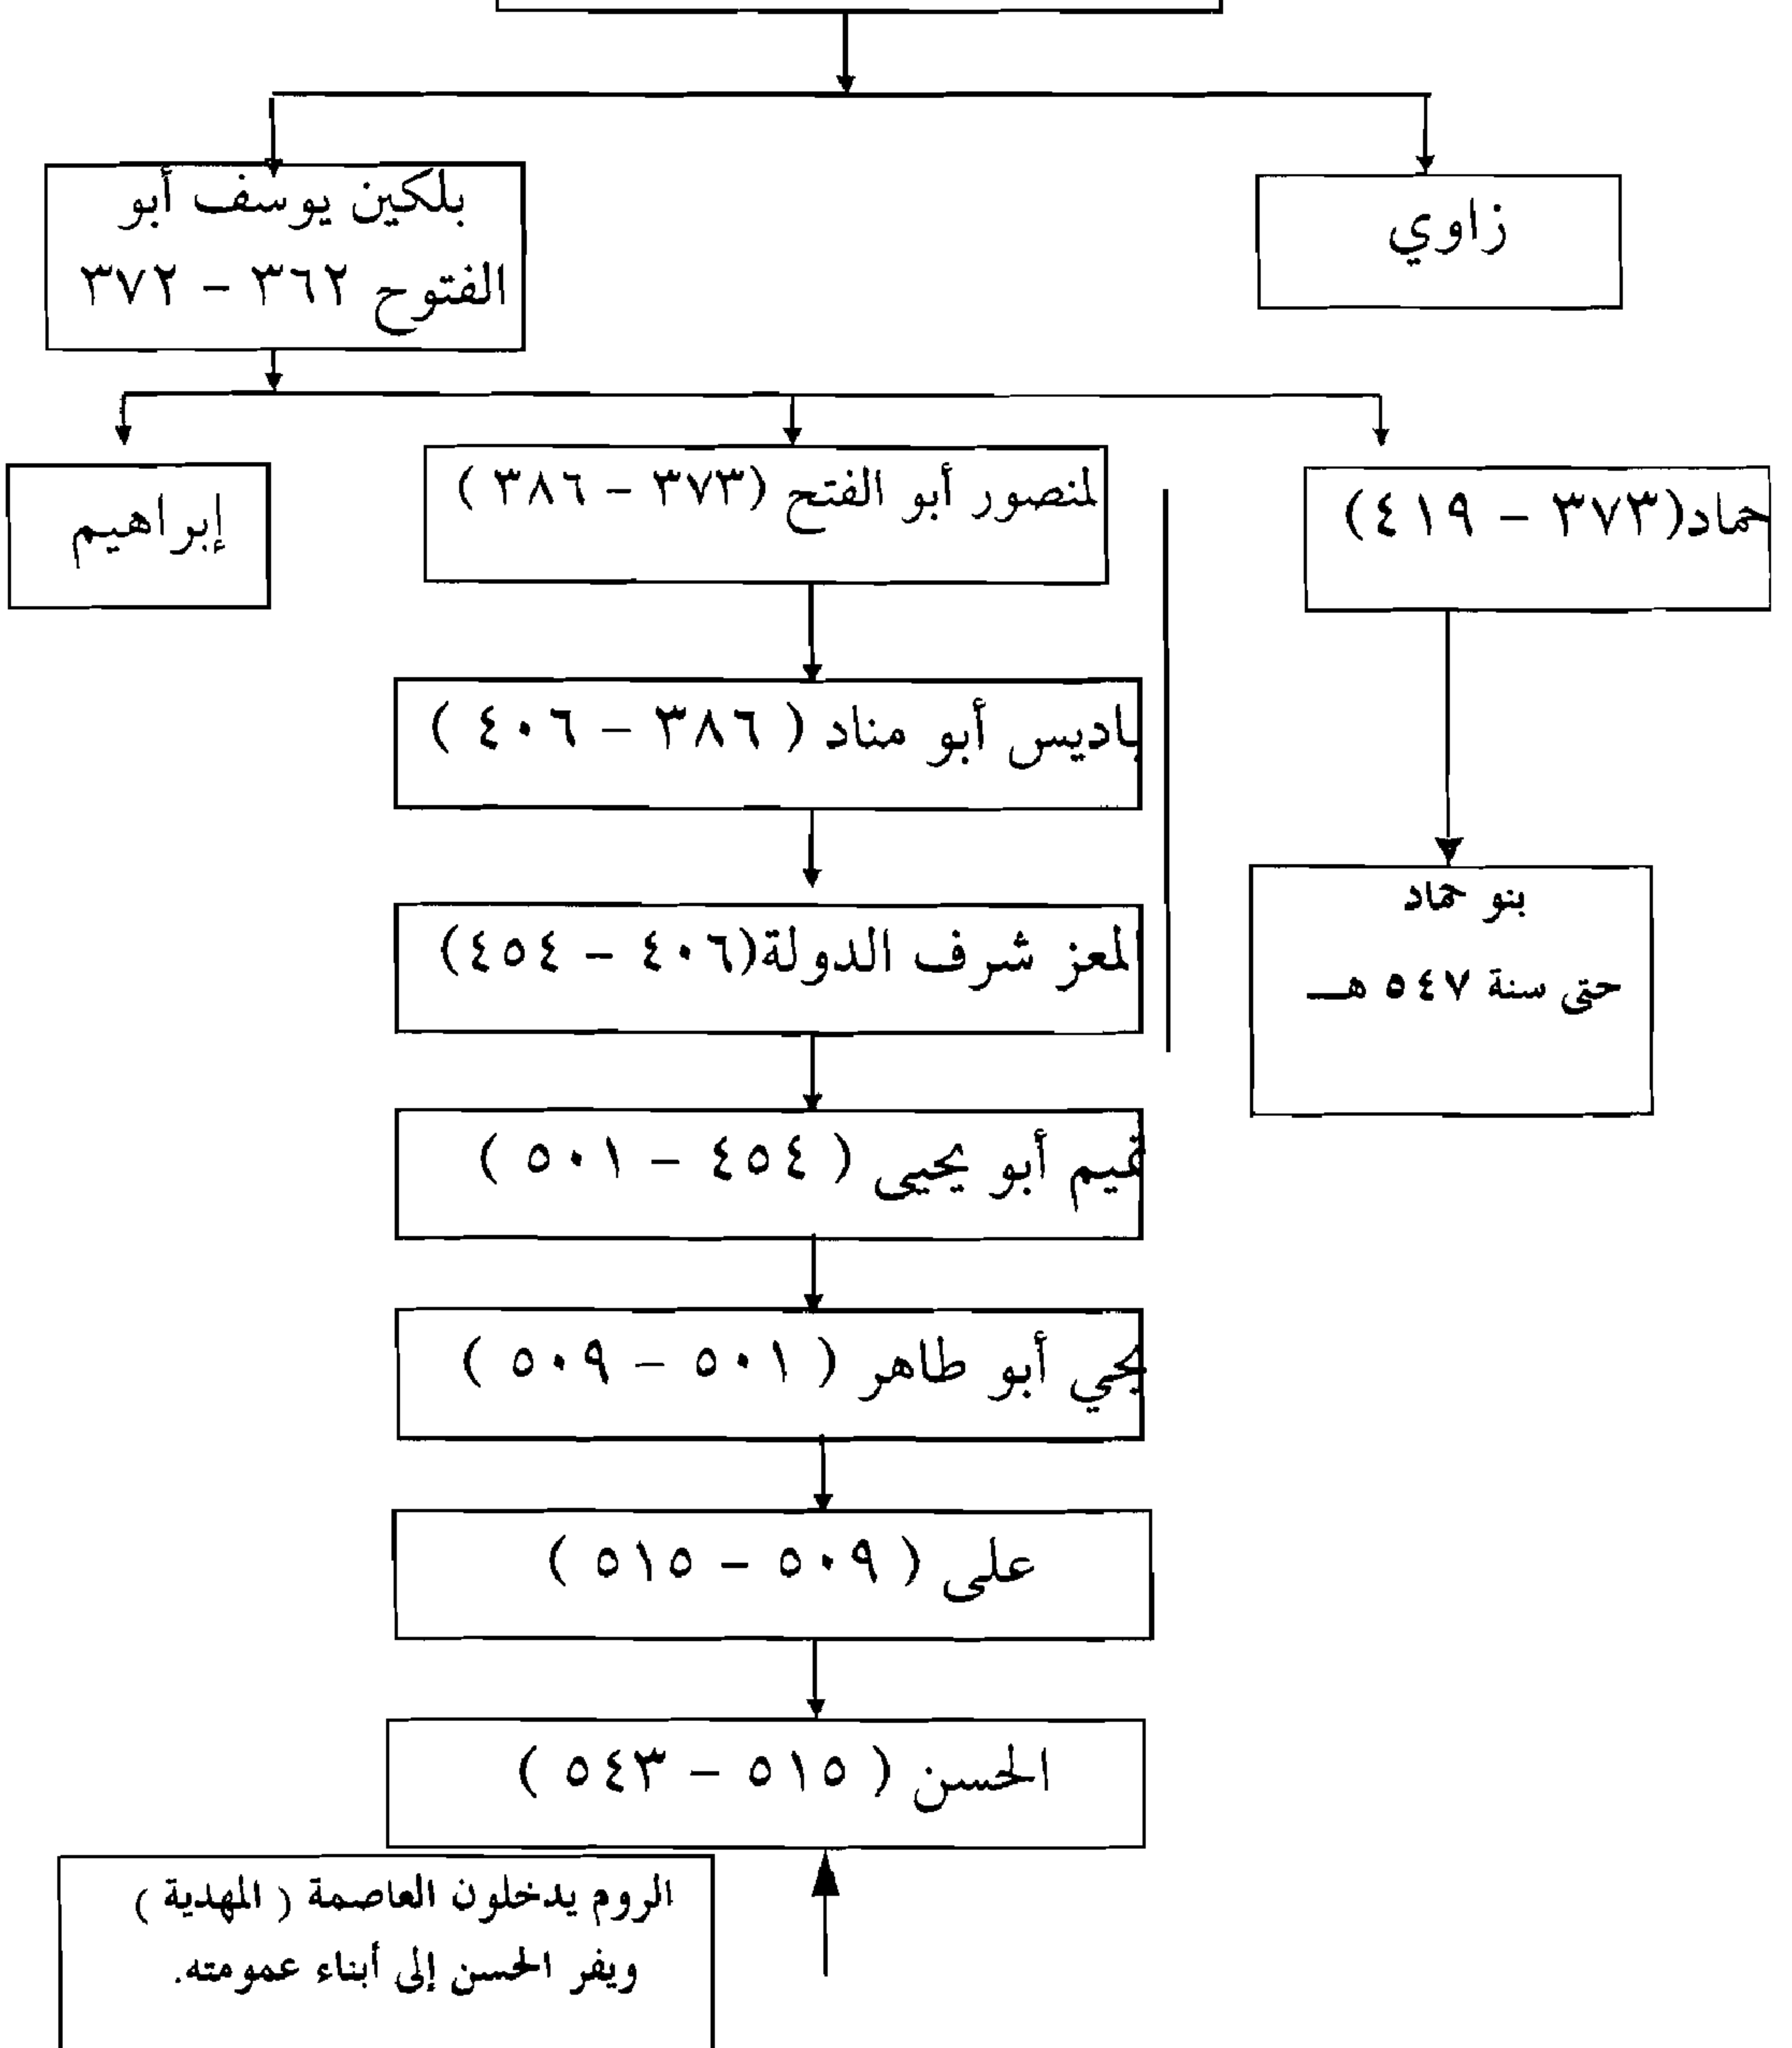 زاوي
بلكين يوسف أبو
الفتوح ٣٦٢ – ٣٧٢
حماد(٣٧٣ – ٤١٩)
لمنصور أبو الفتح (٣٧٣ – ٣٨٦ )
إبراهيم
باديس أبو مناد ( ٣٨٦ – ٤٠٦ )
لمعز شرف الدولة(٤٠٦ – ٤٥٤)
بنو حماد
حتى سنة ٥٤٧ هـ
تميم أبو يحيى ( ٤٥٤ – ٥٠١ )
يحي أبو طاهر ( ٥٠١ – ٥٠٩ )
على ( ٥٠٩ – ٥١٥ )
الحسن ( ٥١٥ – ٥٤٣ )
الروم يدخلون العاصمة ( المهدية )
ويفر الحسن إلى أبناء عمومته.